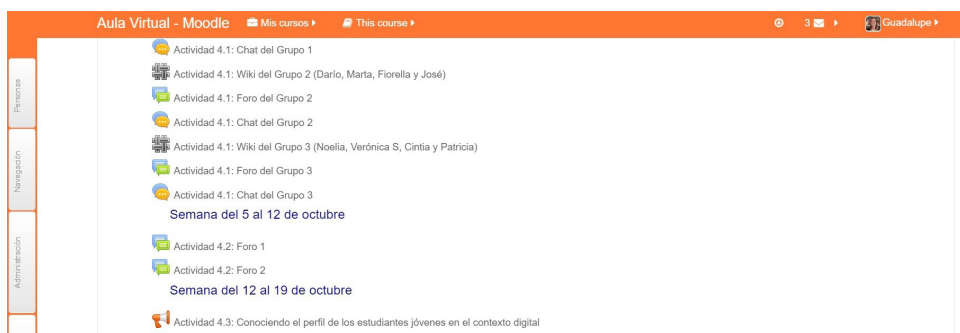 Aula Virtual - Moodle Mis cursos This course 3 Guadalupe
Actividad 4.1: Chat del Grupo 1
Actividad 4.1: Wiki del Grupo 2 (Darío, Marta, Fiorella y José)
Actividad 4.1: Foro del Grupo 2
Actividad 4.1: Chat del Grupo 2
Actividad 4.1: Wiki del Grupo 3 (Noelia, Verónica S, Cintia y Patricia)
Actividad 4.1: Foro del Grupo 3
Actividad 4.1: Chat del Grupo 3
Semana del 5 al 12 de octubre
Actividad 4.2: Foro 1
Actividad 4.2: Foro 2
Semana del 12 al 19 de octubre
Actividad 4.3: Conociendo el perfil de los estudiantes jóvenes en el contexto digital
Personas
Navegación
Administración